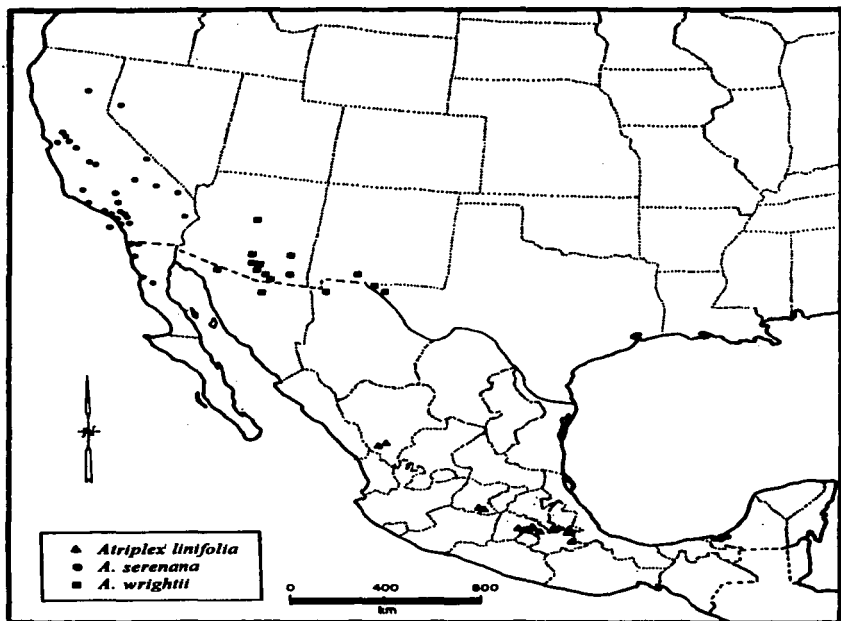 N
Atriplex linifolia
A. serenana
A. wrightii
0 400 800
km